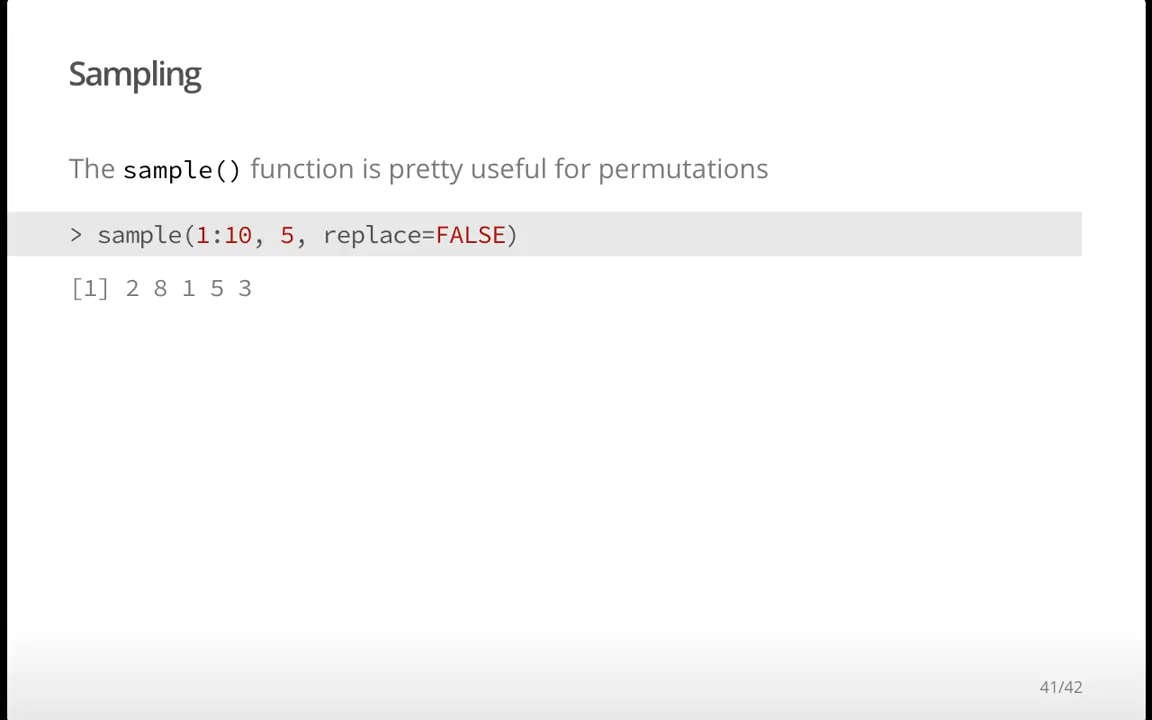 Sampling
The sample() function is pretty useful for permutations
> sample(1:10, 5, replace=FALSE)
[1] 2 8 1 5 3
41/42